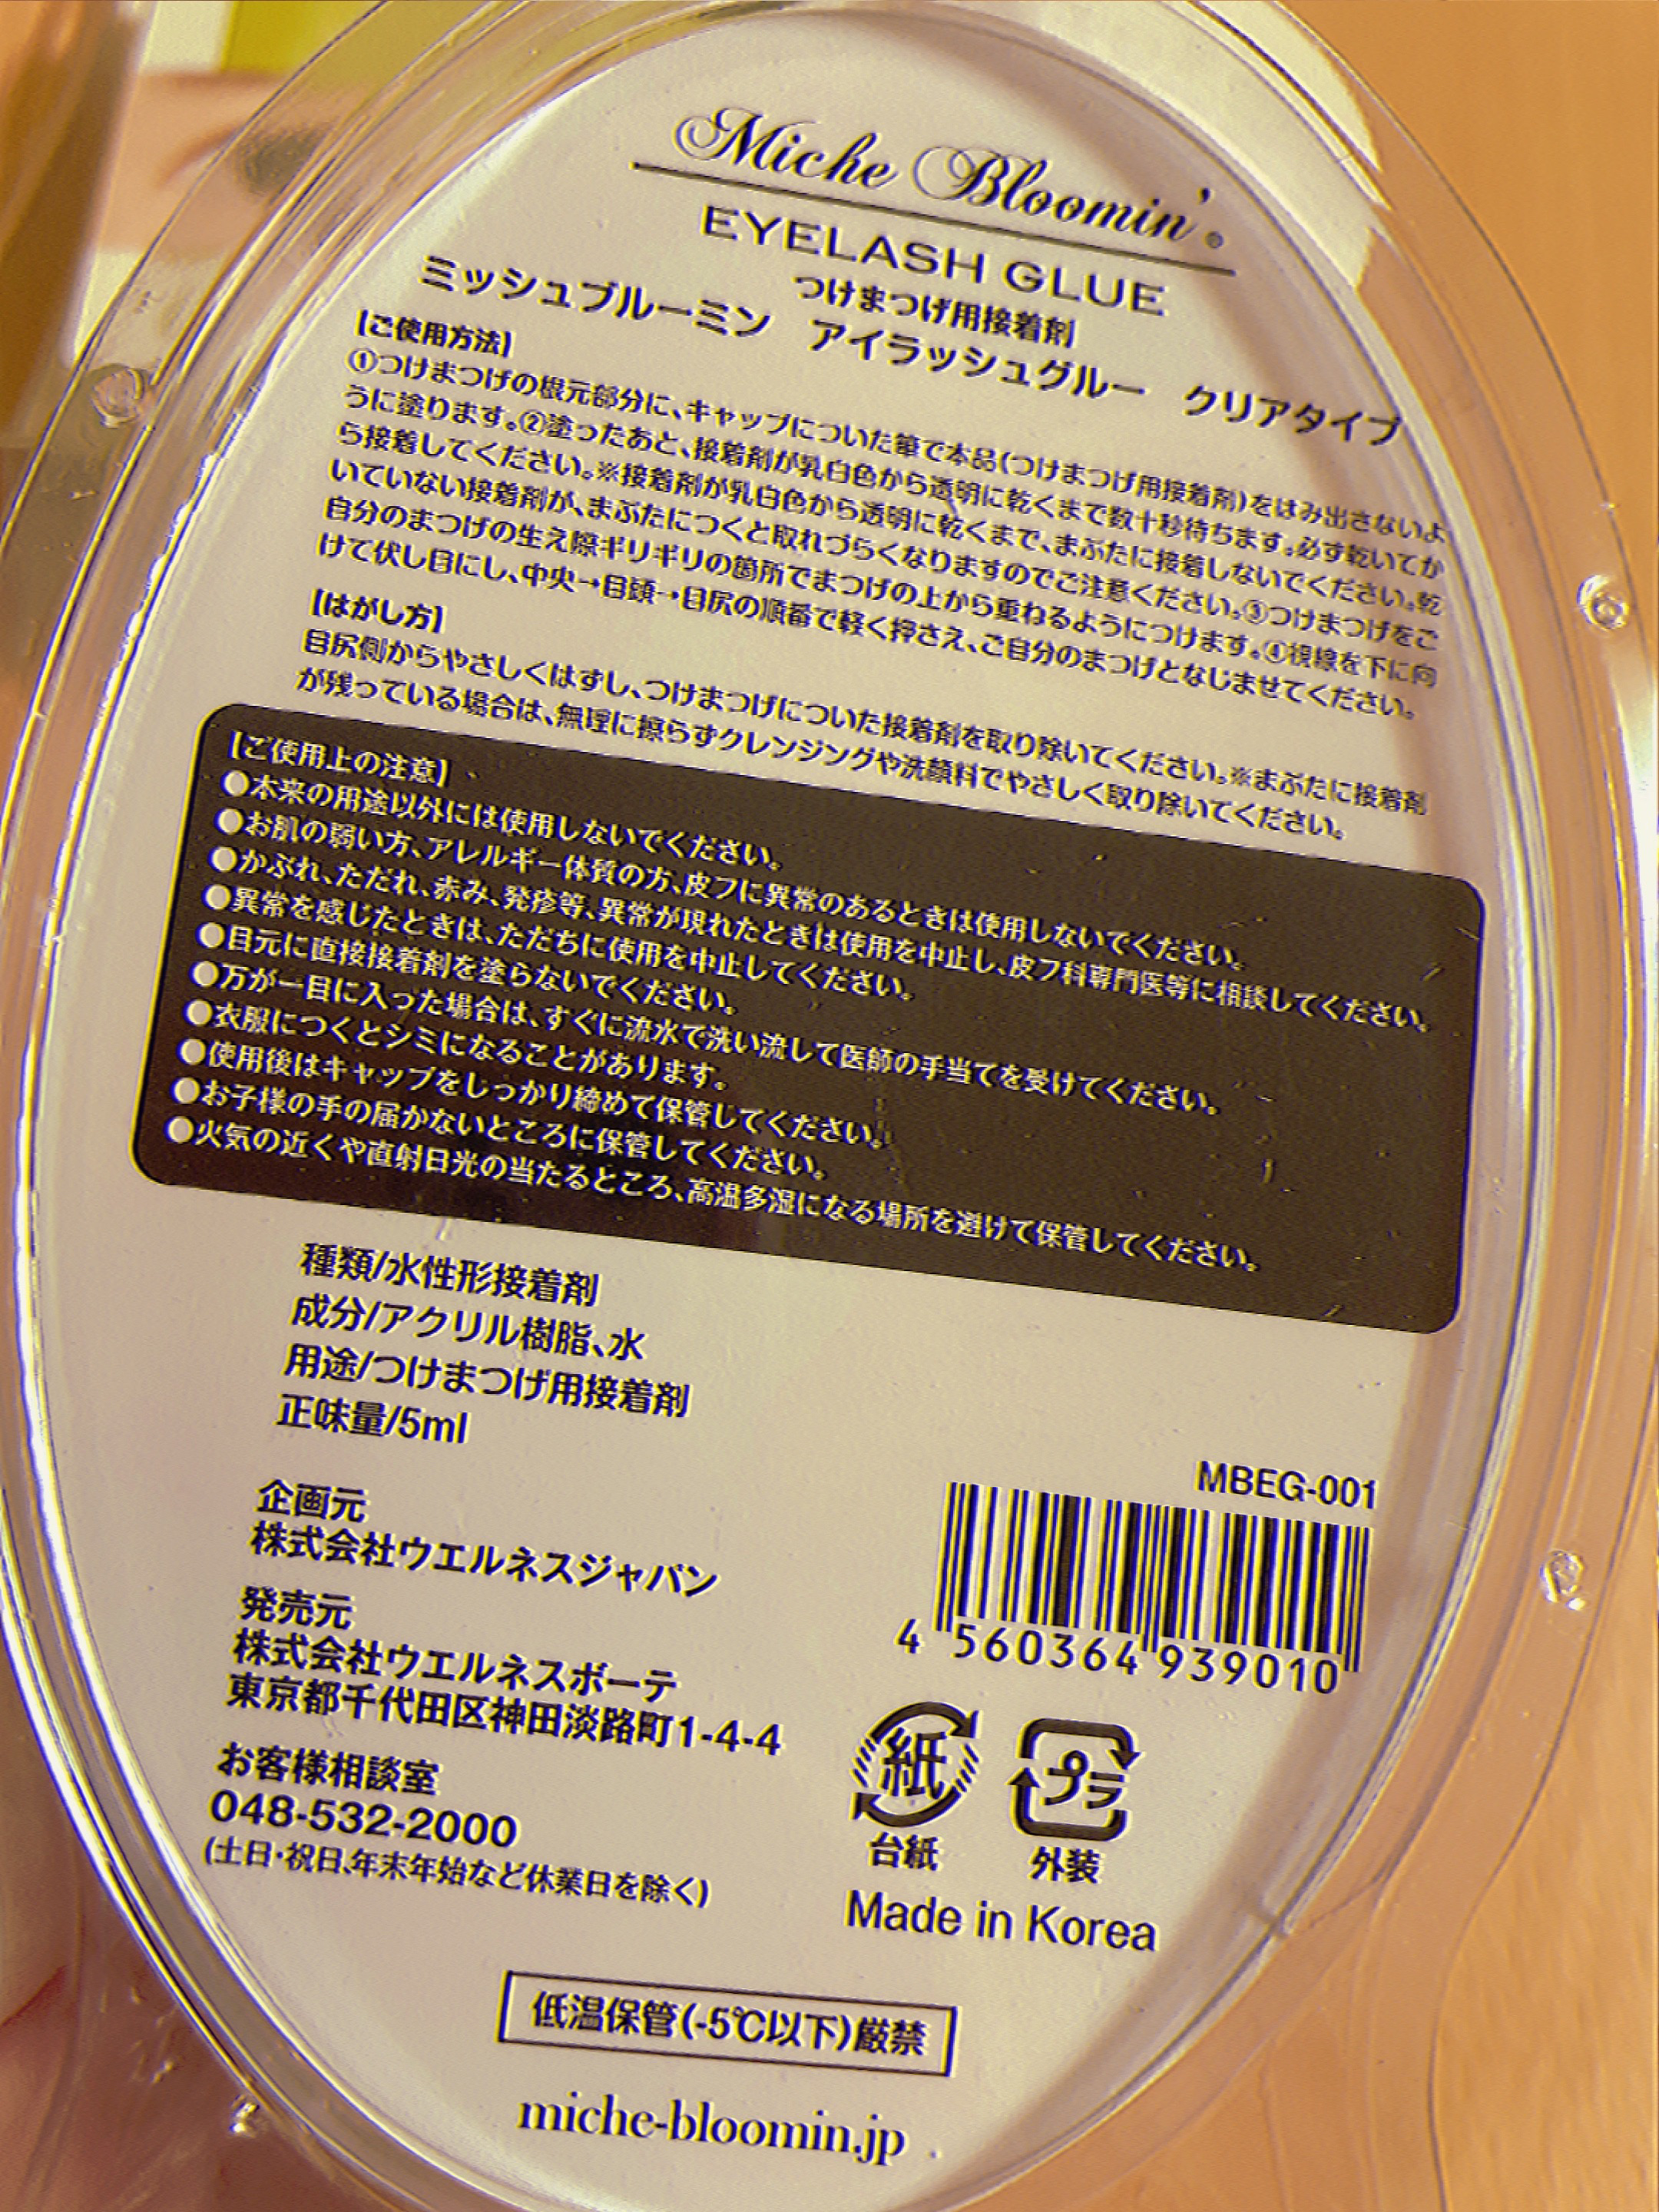 Miche Bloomin'®
EYELASH GLUE
つけまつげ用接着剤
ミッシュブルーミン　アイラッシュグルー　クリアタイプ
【ご使用方法】
①つけまつげの根元部分に、キャップについた筆で本品(つけまつげ用接着剤)をはみ出さないよ
うに塗ります。②塗ったあと、接着剤が乳白色から透明に乾くまで数十秒待ちます。必ず乾いてか
ら接着してください。※接着剤が乳白色から透明に乾くまで、まぶたに接着しないでください。乾
いていない接着剤が、まぶたにつくと取れづらくなりますのでご注意ください。③つけまつげをご
自分のまつげの生え際ギリギリの箇所でまつげの上から重ねるようにつけます。④視線を下に向
けて伏し目にし、中央→目頭→目尻の順番で軽く押さえ、ご自分のまつげとなじませてください。
【はがし方】
目尻側からやさしくはずし、つけまつげについた接着剤を取り除いてください。※まぶたに接着剤
が残っている場合は、無理に擦らずクレンジングや洗顔料でやさしく取り除いてください。
【ご使用上の注意】
●本来の用途以外には使用しないでください。
●お肌の弱い方、アレルギー体質の方、皮フに異常のあるときは使用しないでください。
●かぶれ、ただれ、赤み、発疹等、異常が現れたときは使用を中止し、皮フ科専門医等に相談してください。
●異常を感じたときは、ただちに使用を中止してください。
●目元に直接接着剤を塗らないでください。
●万が一目に入った場合は、すぐに流水で洗い流して医師の手当てを受けてください。
●衣服につくとシミになることがあります。
●使用後はキャップをしっかり締めて保管してください。
●お子様の手の届かないところに保管してください。
●火気の近くや直射日光の当たるところ、高温多湿になる場所を避けて保管してください。
種類/水性形接着剤
成分/アクリル樹脂、水
用途/つけまつげ用接着剤
正味量/5ml
企画元
株式会社ウエルネスジャパン
発売元
株式会社ウエルネスボーテ
東京都千代田区神田淡路町1-4-4
お客様相談室
048-532-2000
(土日・祝日、年末年始など休業日を除く)
MBEG-001
4 560364 939010
紙 プラ
台紙 外装
Made in Korea
低温保管(-5℃以下)厳禁
miche-bloomin.jp